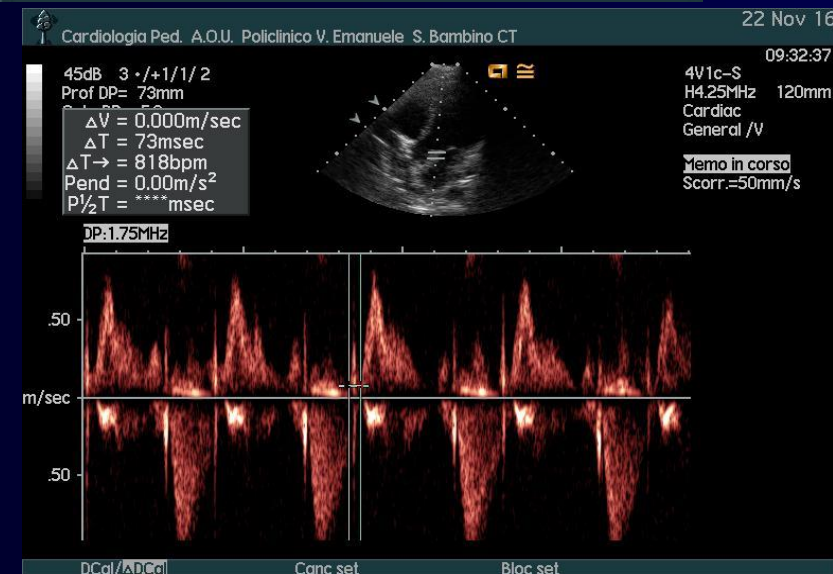 22 Nov 16
Cardiologia Ped. A.O.U. Policlinico V. Emanuele S. Bambino CT
09:32:37
45dB 3 •/+1/1/2
Prof DP= 73mm
ΔV = 0.000m/sec
ΔT = 73msec
ΔT→ = 818bpm
Pend = 0.00m/s²
P½T = ****msec
4V1c-S
H4.25MHz 120mm
Cardiac
General /V
Memo in corso
Scorr.=50mm/s
DP:1.75MHz
.50
m/sec
.50
DCal/ΔDCal Canc set Bloc set